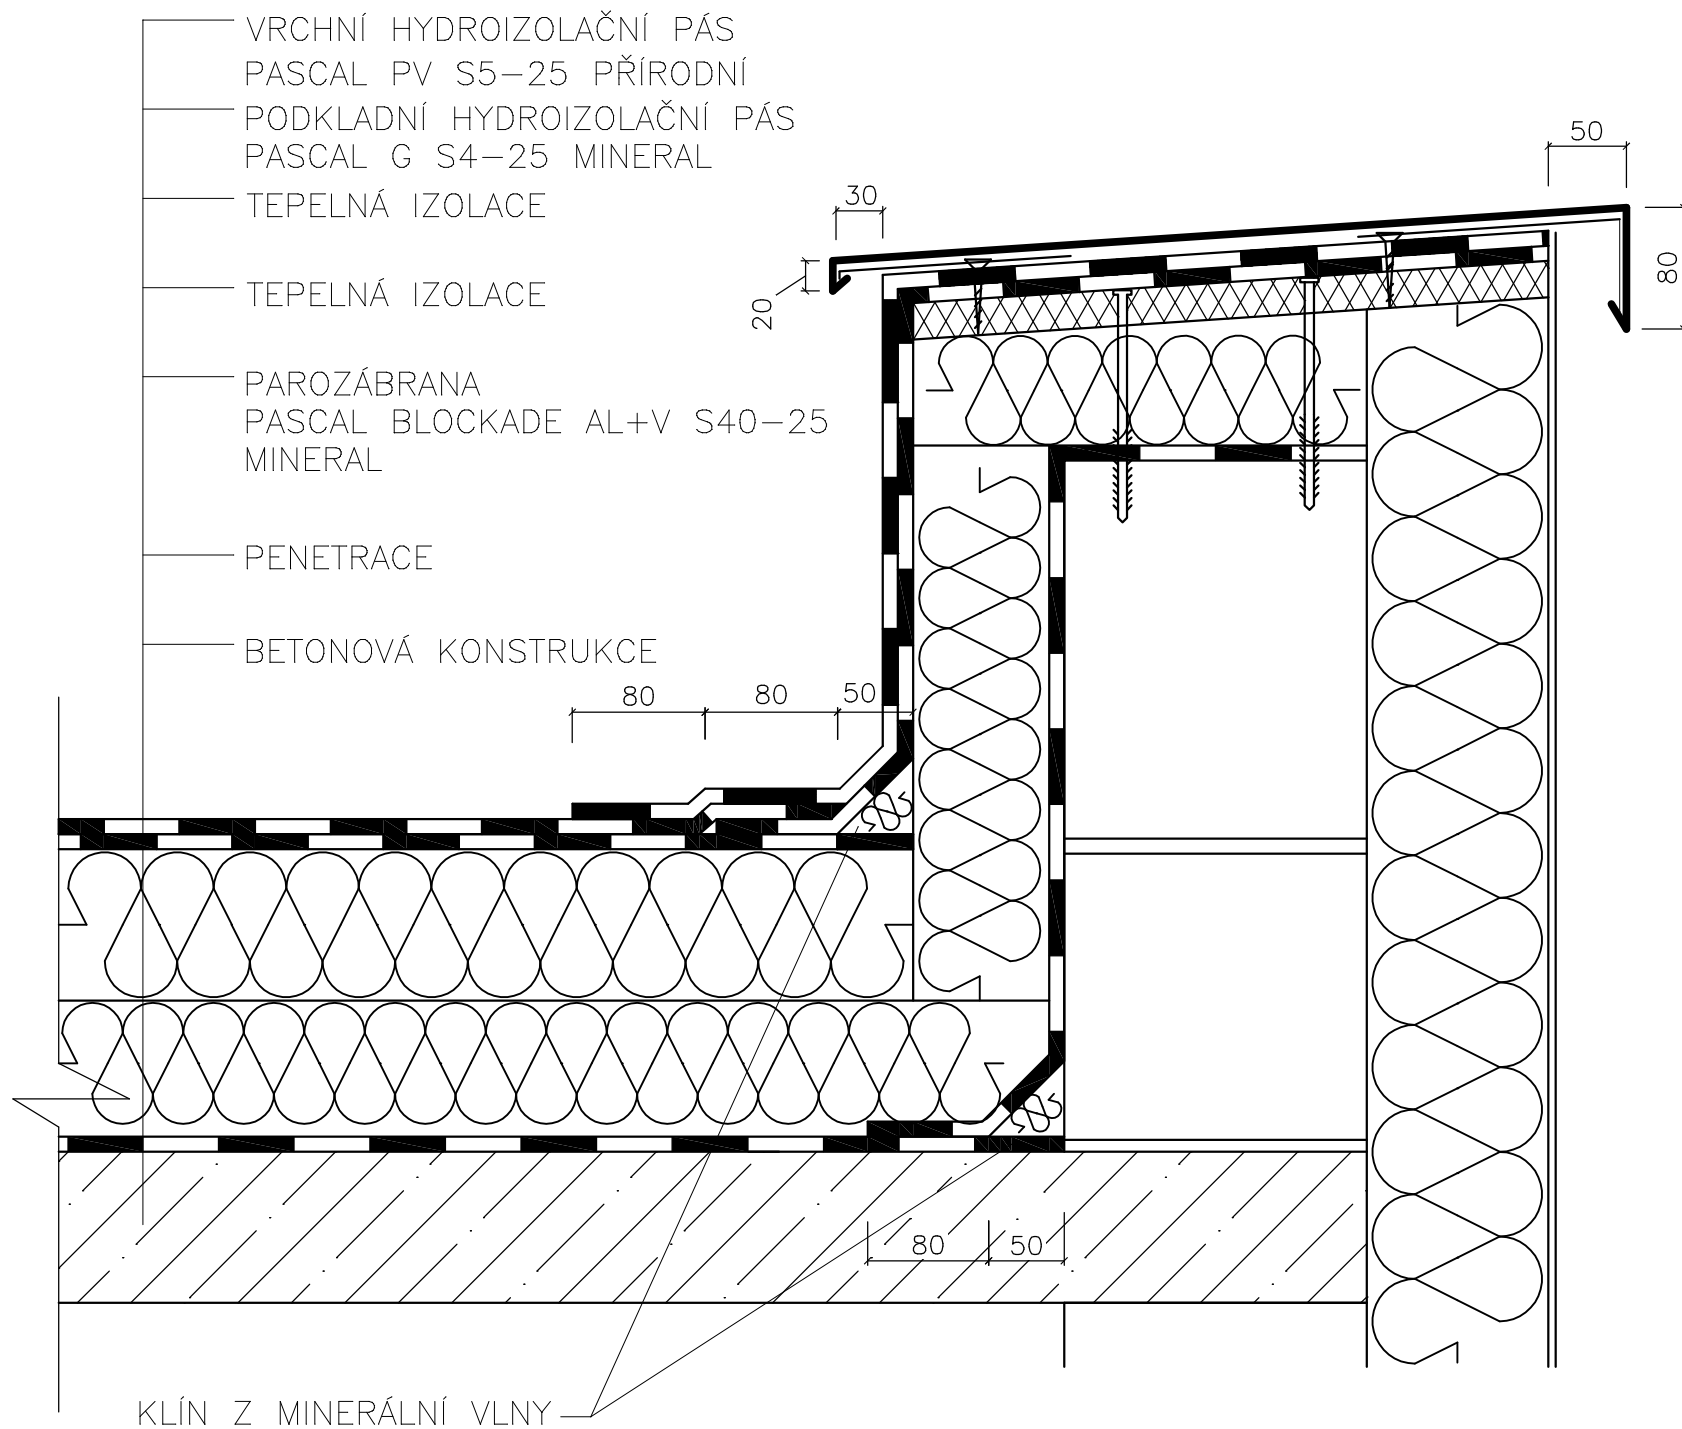 VRCHNÍ HYDROIZOLAČNÍ PÁS
PASCAL PV S5-25 PŘÍRODNÍ
PODKLADNÍ HYDROIZOLAČNÍ PÁS
PASCAL G S4-25 MINERAL
TEPELNÁ IZOLACE
TEPELNÁ IZOLACE
PAROZÁBRANA
PASCAL BLOCKADE AL+V S40-25
MINERAL
PENETRACE
BETONOVÁ KONSTRUKCE
50
30
80
20
80
80
50
80
50
KLÍN Z MINERÁLNÍ VLNY